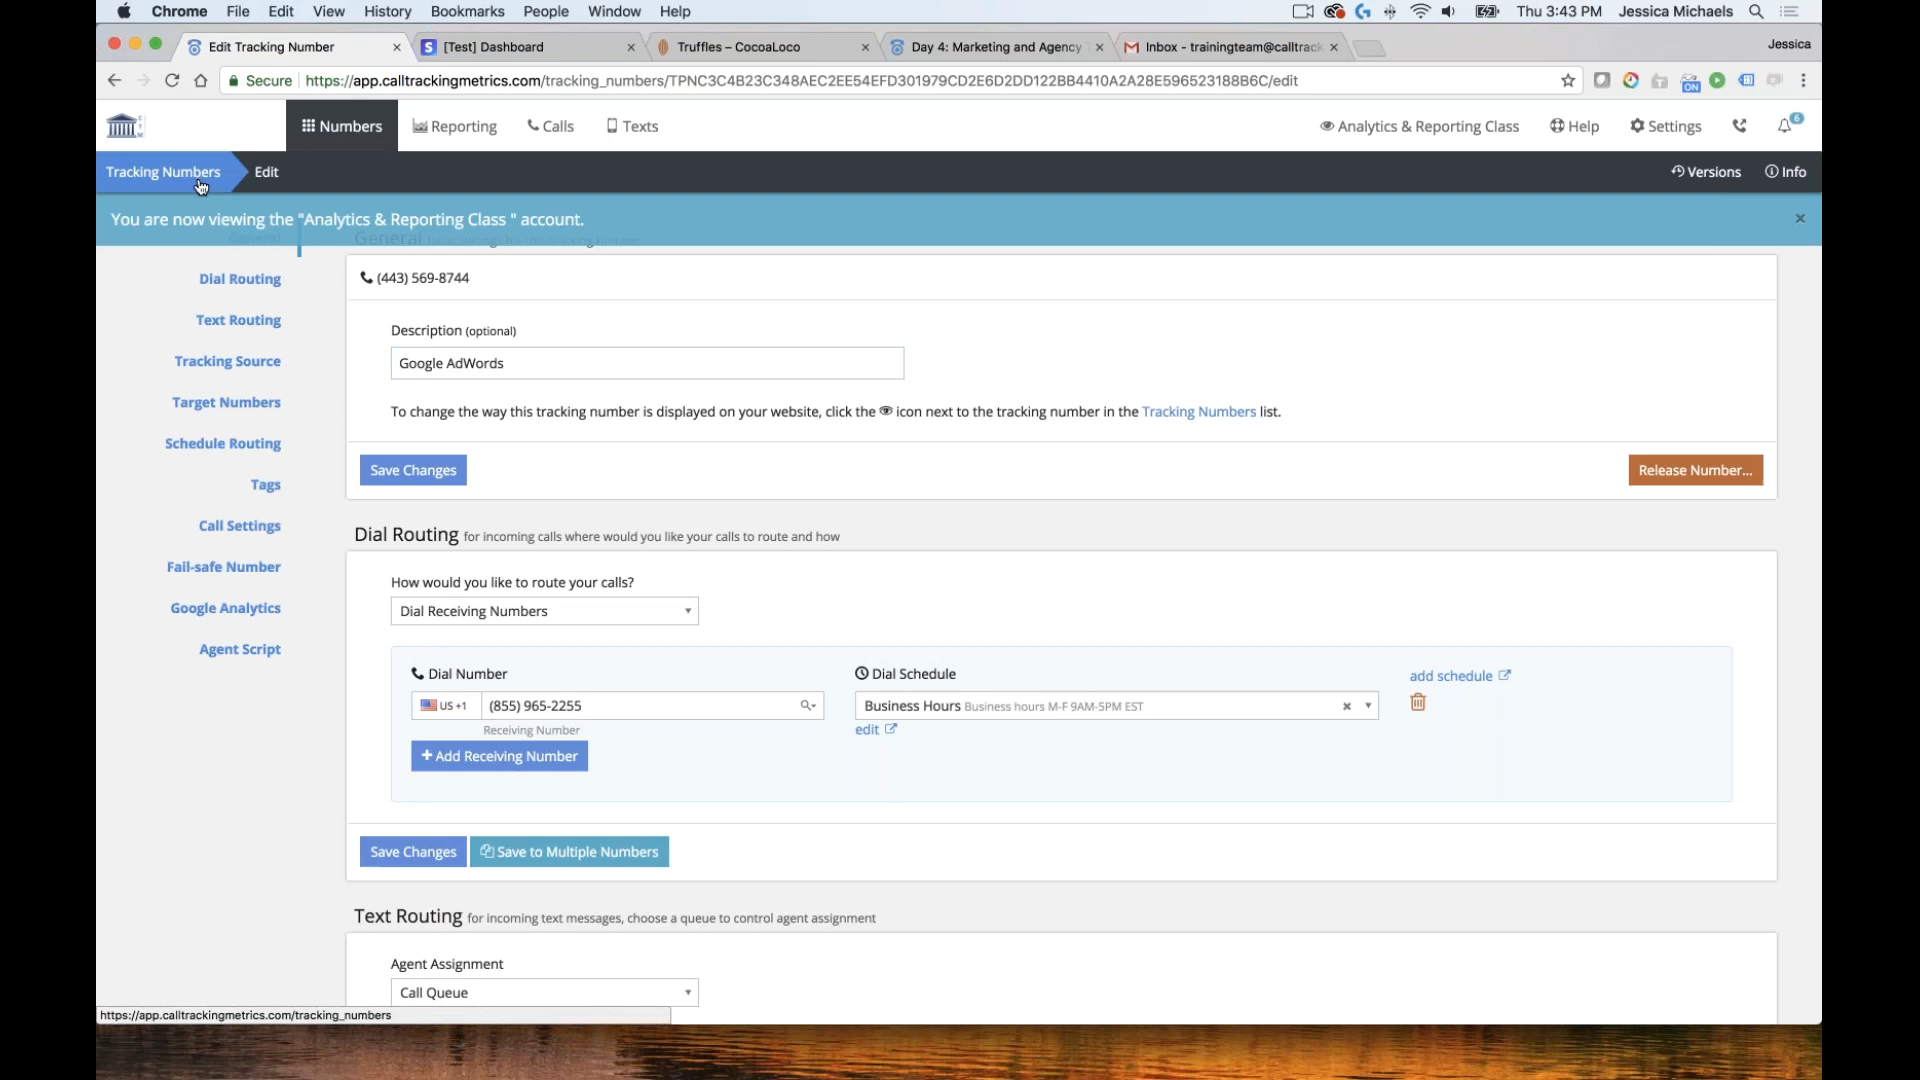 Chrome File Edit View History Bookmarks People Window Help Thu 3:43 PM Jessica Michaels
Edit Tracking Number [Test] Dashboard Truffles – CocoaLoco Day 4: Marketing and Agency Inbox - trainingteam@calltrack Jessica
Secure https://app.calltrackingmetrics.com/tracking_numbers/TPNC3C4B23C348AEC2EE54EFD301979CD2E6D2DD122BB4410A2A28E596523188B6C/edit ON
Numbers Reporting Calls Texts Analytics & Reporting Class Help Settings 6
Tracking Numbers Edit Versions Info
You are now viewing the "Analytics & Reporting Class " account.
General General
Dial Routing
Text Routing
Tracking Source
Target Numbers
Schedule Routing
Tags
Call Settings
Fail-safe Number
Google Analytics
Agent Script
(443) 569-8744
Description (optional)
Google AdWords
To change the way this tracking number is displayed on your website, click the icon next to the tracking number in the Tracking Numbers list.
Save Changes Release Number...
Dial Routing for incoming calls where would you like your calls to route and how
How would you like to route your calls?
Dial Receiving Numbers
Dial Number Dial Schedule add schedule
US +1 (855) 965-2255 Business Hours Business hours M-F 9AM-5PM EST
Receiving Number edit
+ Add Receiving Number
Save Changes Save to Multiple Numbers
Text Routing for incoming text messages, choose a queue to control agent assignment
Agent Assignment
Call Queue
https://app.calltrackingmetrics.com/tracking_numbers